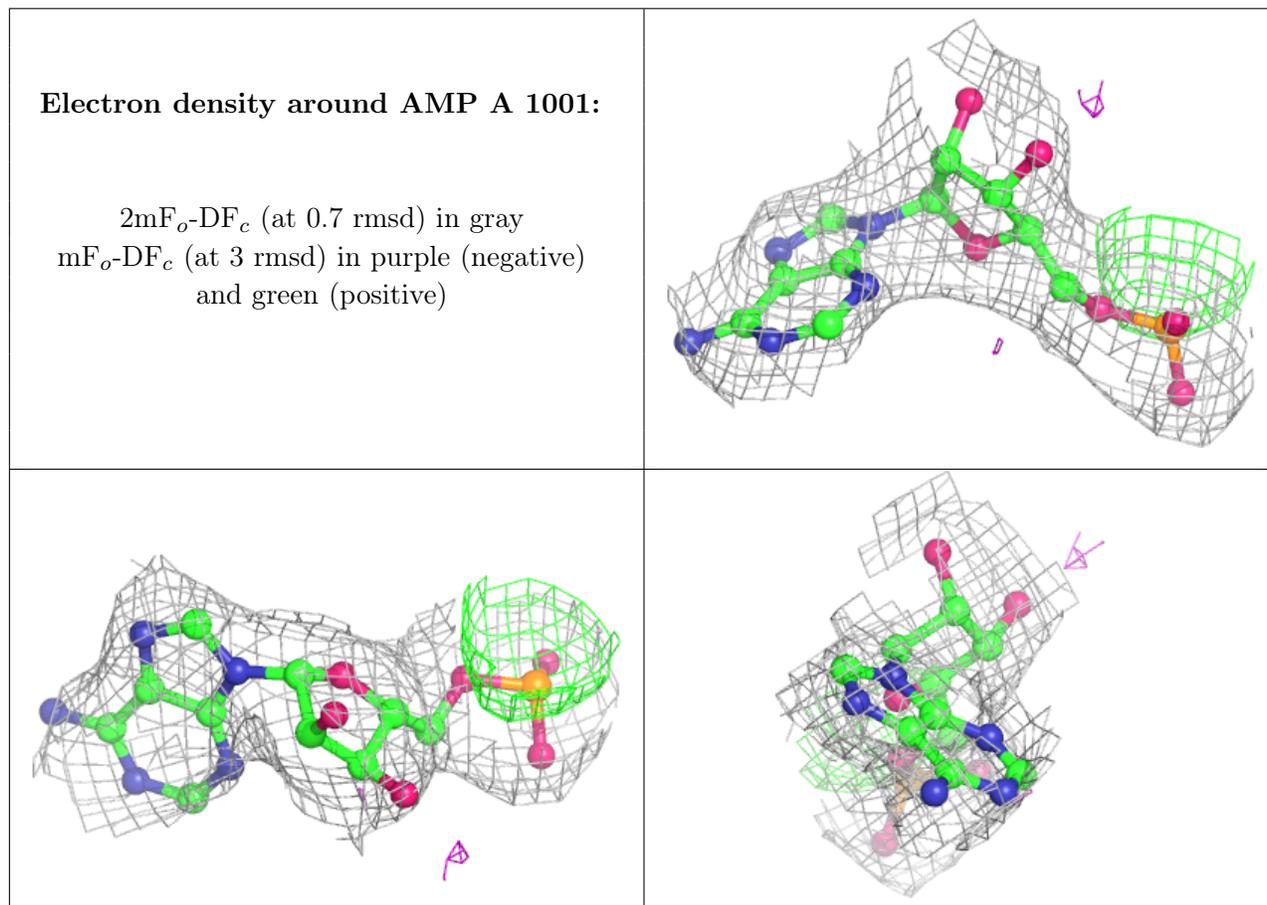 Electron density around AMP A 1001:
2mFₒ-DF𝒸 (at 0.7 rmsd) in gray
mFₒ-DF𝒸 (at 3 rmsd) in purple (negative)
and green (positive)